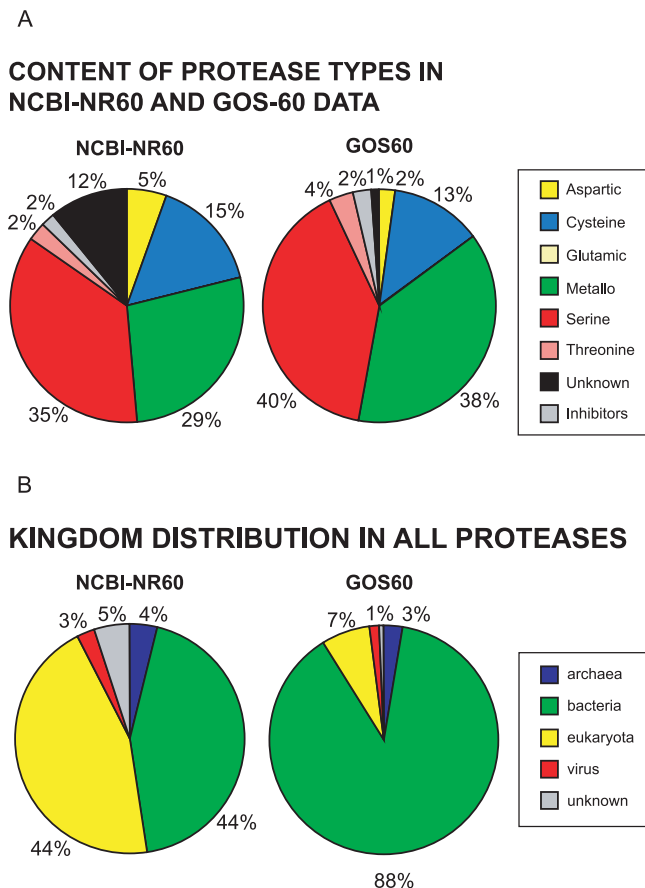 A
CONTENT OF PROTEASE TYPES IN
NCBI-NR60 AND GOS-60 DATA
NCBI-NR60
12%
5%
2%
2%
15%
35%
29%
GOS60
4%
2%
1%
2%
13%
40%
38%
Aspartic
Cysteine
Glutamic
Metallo
Serine
Threonine
Unknown
Inhibitors
B
KINGDOM DISTRIBUTION IN ALL PROTEASES
NCBI-NR60
3%
5%
4%
44%
44%
GOS60
7%
1%
3%
88%
archaea
bacteria
eukaryota
virus
unknown